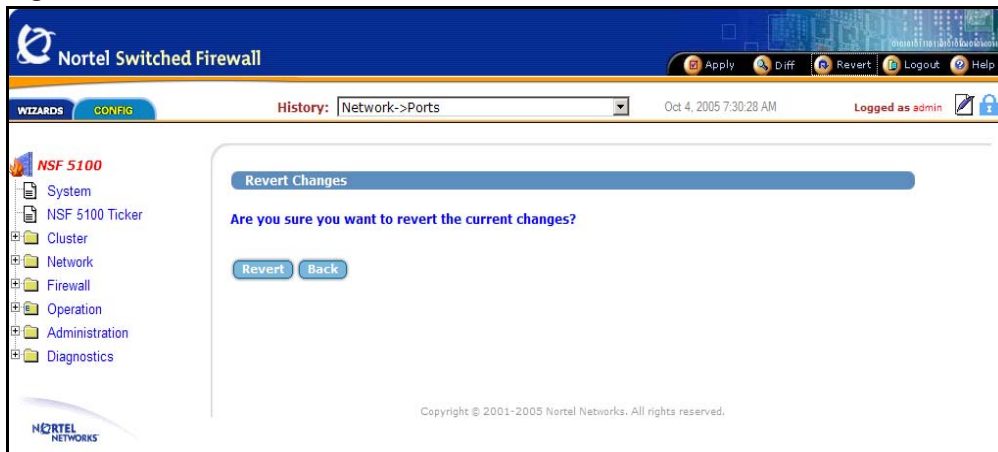 Nortel Switched Firewall
Apply Diff Revert Logout Help
WIZARDS CONFIG History: Network->Ports Oct 4, 2005 7:30:28 AM Logged as admin
NSF 5100
System
NSF 5100 Ticker
Cluster
Network
Firewall
Operation
Administration
Diagnostics
Revert Changes
Are you sure you want to revert the current changes?
Revert Back
Copyright © 2001-2005 Nortel Networks. All rights reserved.
NORTEL
NETWORKS